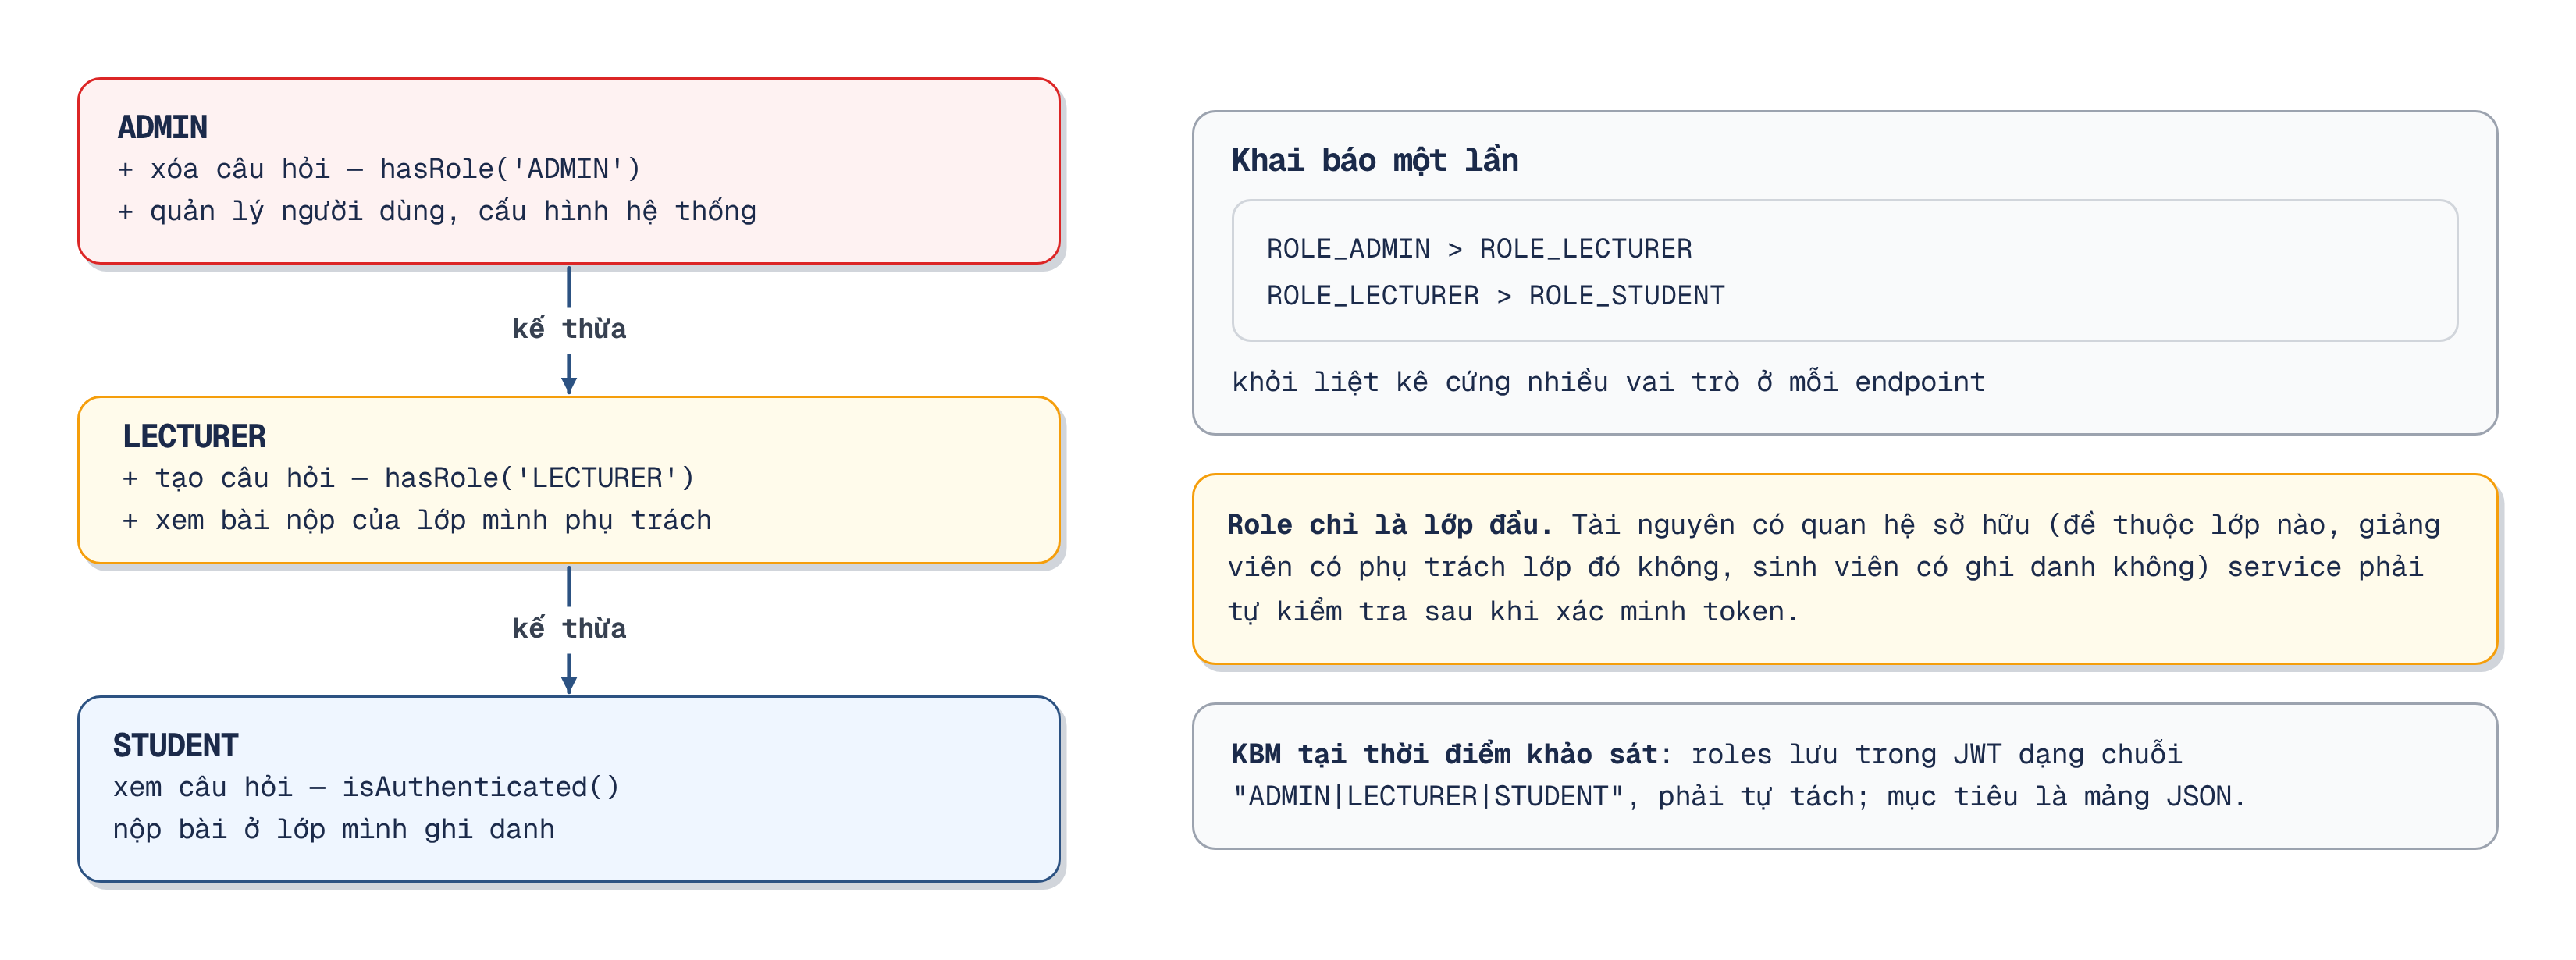 ADMIN
+ xóa câu hỏi — hasRole('ADMIN')
+ quản lý người dùng, cấu hình hệ thống
kế thừa
LECTURER
+ tạo câu hỏi — hasRole('LECTURER')
+ xem bài nộp của lớp mình phụ trách
kế thừa
STUDENT
xem câu hỏi — isAuthenticated()
nộp bài ở lớp mình ghi danh
Khai báo một lần
ROLE_ADMIN > ROLE_LECTURER
ROLE_LECTURER > ROLE_STUDENT
khỏi liệt kê cứng nhiều vai trò ở mỗi endpoint
Role chỉ là lớp đầu. Tài nguyên có quan hệ sở hữu (đề thuộc lớp nào, giảng
viên có phụ trách lớp đó không, sinh viên có ghi danh không) service phải
tự kiểm tra sau khi xác minh token.
KBM tại thời điểm khảo sát: roles lưu trong JWT dạng chuỗi
"ADMIN|LECTURER|STUDENT", phải tự tách; mục tiêu là mảng JSON.